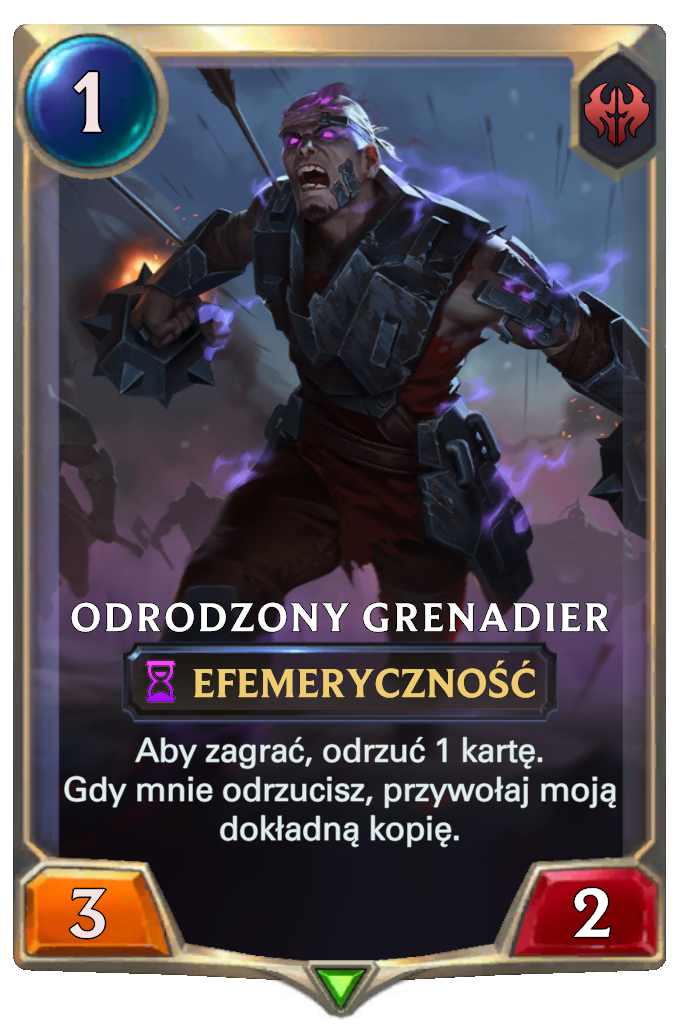 1
ODRODZONY GRENADIER
EFEMERYCZNOŚĆ
Aby zagrać, odrzuć 1 kartę.
Gdy mnie odrzucisz, przywołaj moją
dokładną kopię.
3
2